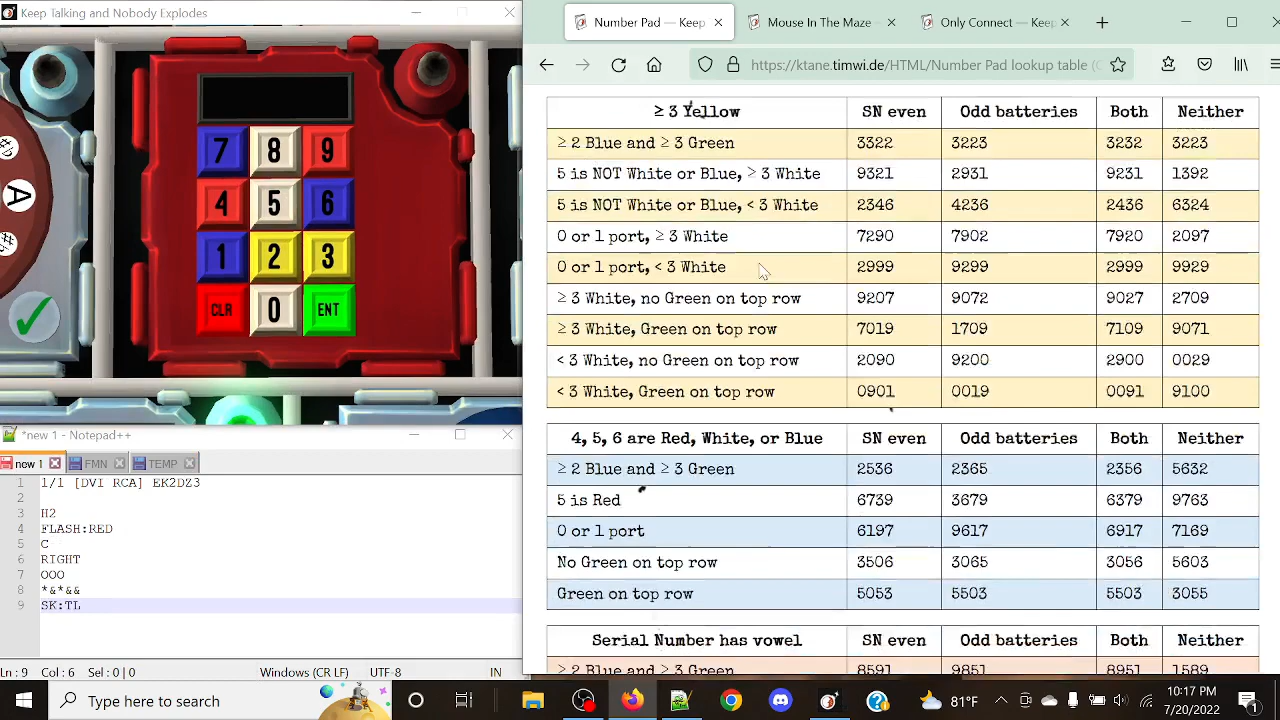 Keep Talking and Nobody Explodes
A
7 8 9
4 5 6
1 2 3
CLR 0 ENT
*new 1 - Notepad++
new 1 FMN TEMP
1 1/1 [DVI RCA] EK2DZ3
2
3 H2
4 FLASH:RED
5 C
6 RIGHT
7 OOO
8 *&*&&
9 SK:TL
Ln : 9 Col : 6 Sel : 0 | 0 Windows (CR LF) UTF-8 IN
Number Pad — Keep Mouse In The Maze Only Connect — Keep
https://ktane.timwi.de/HTML/Number Pad lookup table (
≥ 3 Yellow SN even Odd batteries Both Neither
≥ 2 Blue and ≥ 3 Green 3322 3223 3232 3223
5 is NOT White or Blue, ≥ 3 White 9321 2931 9231 1392
5 is NOT White or Blue, < 3 White 2346 4236 2436 6324
0 or 1 port, ≥ 3 White 7290 7902 7920 2097
0 or 1 port, < 3 White 2999 9299 2999 9929
≥ 3 White, no Green on top row 9207 9072 9027 2709
≥ 3 White, Green on top row 7019 1709 7109 9071
< 3 White, no Green on top row 2090 9200 2900 0029
< 3 White, Green on top row 0901 0019 0091 9100
4, 5, 6 are Red, White, or Blue SN even Odd batteries Both Neither
≥ 2 Blue and ≥ 3 Green 2536 2365 2356 5632
5 is Red 6739 3679 6379 9763
0 or 1 port 6197 9617 6917 7169
No Green on top row 3506 3065 3056 5603
Green on top row 5053 5503 5503 3055
Serial Number has vowel SN even Odd batteries Both Neither
≥ 2 Blue and ≥ 3 Green 8591 9851 8951 1589
Type here to search
8°F
10:17 PM
7/20/2022
1